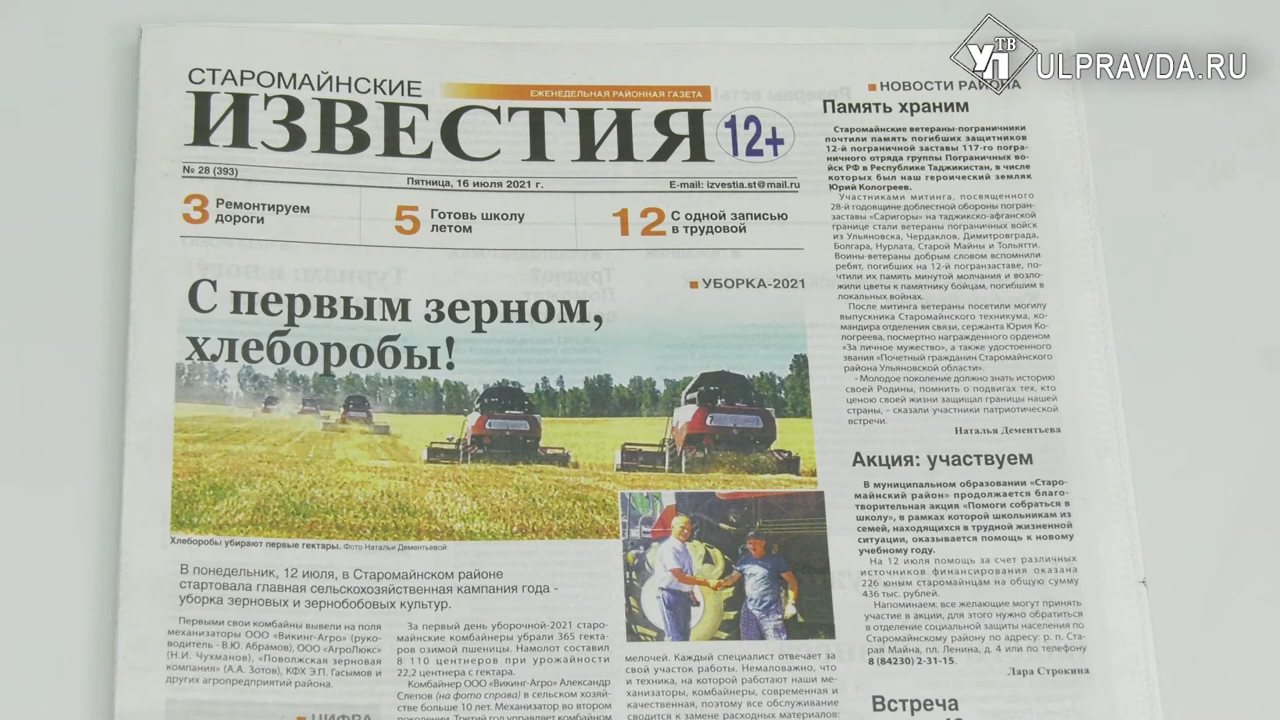 УП ТВ ULPRAVDA.RU
СТАРОМАЙНСКИЕ
ИЗВЕСТИЯ
ЕЖЕНЕДЕЛЬНАЯ РАЙОННАЯ ГАЗЕТА
12+
№ 28 (393)
Пятница, 16 июля 2021 г.
E-mail: izvestia.st@mail.ru
3 Ремонтируем
дороги
5 Готовь школу
летом
12 С одной записью
в трудовой
УБОРКА-2021
С первым зерном,
хлеборобы!
Хлеборобы убирают первые гектары. Фото Натальи Дементьевой
В понедельник, 12 июля, в Старомайнском районе
стартовала главная сельскохозяйственная кампания года -
уборка зерновых и зернобобовых культур.
Первыми свои комбайны вывели на поля
механизаторы ООО «Викинг-Агро» (руко-
водитель - В.Ю. Абрамов), ООО «АгроЛюкс»
(Н.И. Чухманов), «Поволжская зерновая
компания» (А.А. Зотов), КФХ Э.П. Гасымов и
других агропредприятий района.
ЦИФРА
За первый день уборочной-2021 старо-
майнские комбайнеры убрали 365 гекта-
ров озимой пшеницы. Намолот составил
8 110 центнеров при урожайности
22,2 центнера с гектара.
Комбайнер ООО «Викинг-Агро» Александр
Слепов (на фото справа) в сельском хозяй-
стве больше 10 лет. Механизатор во втором
поколении. Третий год управляет комбайном
мелочей. Каждый специалист отвечает за
свой участок работы. Немаловажно, что
и техника, на которой работают наши ме-
ханизаторы, комбайнеры, современная и
качественная, поэтому все обслуживание
сводится к замене расходных материалов:
НОВОСТИ РАЙОНА
Память храним
Старомайнские ветераны-пограничники
почтили память погибших защитников
12-й пограничной заставы 117-го погра-
ничного отряда группы Пограничных вой-
ск РФ в Республике Таджикистан, в числе
которых был наш героический земляк
Юрий Кологреев.
Участниками митинга, посвященного
28-й годовщине доблестной обороны погран-
заставы «Саригоры» на таджикско-афганской
границе стали ветераны пограничных войск
из Ульяновска, Чердаклов, Димитровграда,
Болгара, Нурлата, Старой Майны и Тольятти.
Воины-ветераны добрым словом вспомнили
ребят, погибших на 12-й погранзаставе, по-
чтили их память минутой молчания и возло-
жили цветы к памятнику бойцам, погибшим в
локальных войнах.
После митинга ветераны посетили могилу
выпускника Старомайнского техникума, ко-
мандира отделения связи, сержанта Юрия Ко-
логреева, посмертно награжденного орденом
«За личное мужество», а также удостоенного
звания «Почетный гражданин Старомайнского
района Ульяновской области».
- Молодое поколение должно знать историю
своей Родины, помнить о подвигах тех, кто
ценою своей жизни защищал границы нашей
страны, - сказали участники патриотической
встречи.
Наталья Дементьева
Акция: участвуем
В муниципальном образовании «Старо-
майнский район» продолжается благо-
творительная акция «Помоги собраться в
школу», в рамках которой школьникам из
семей, находящихся в трудной жизненной
ситуации, оказывается помощь к новому
учебному году.
На 12 июля помощь за счет различных
источников финансирования оказана
226 юным старомайнцам на общую сумму
436 тыс. рублей.
Напоминаем: все желающие могут принять
участие в акции, для этого нужно обратиться
в отделение социальной защиты населения по
Старомайнскому району по адресу: р. п. Ста-
рая Майна, пл. Ленина, д. 4 или по телефону
8 (84230) 2-31-15.
Лара Строкина
Встреча